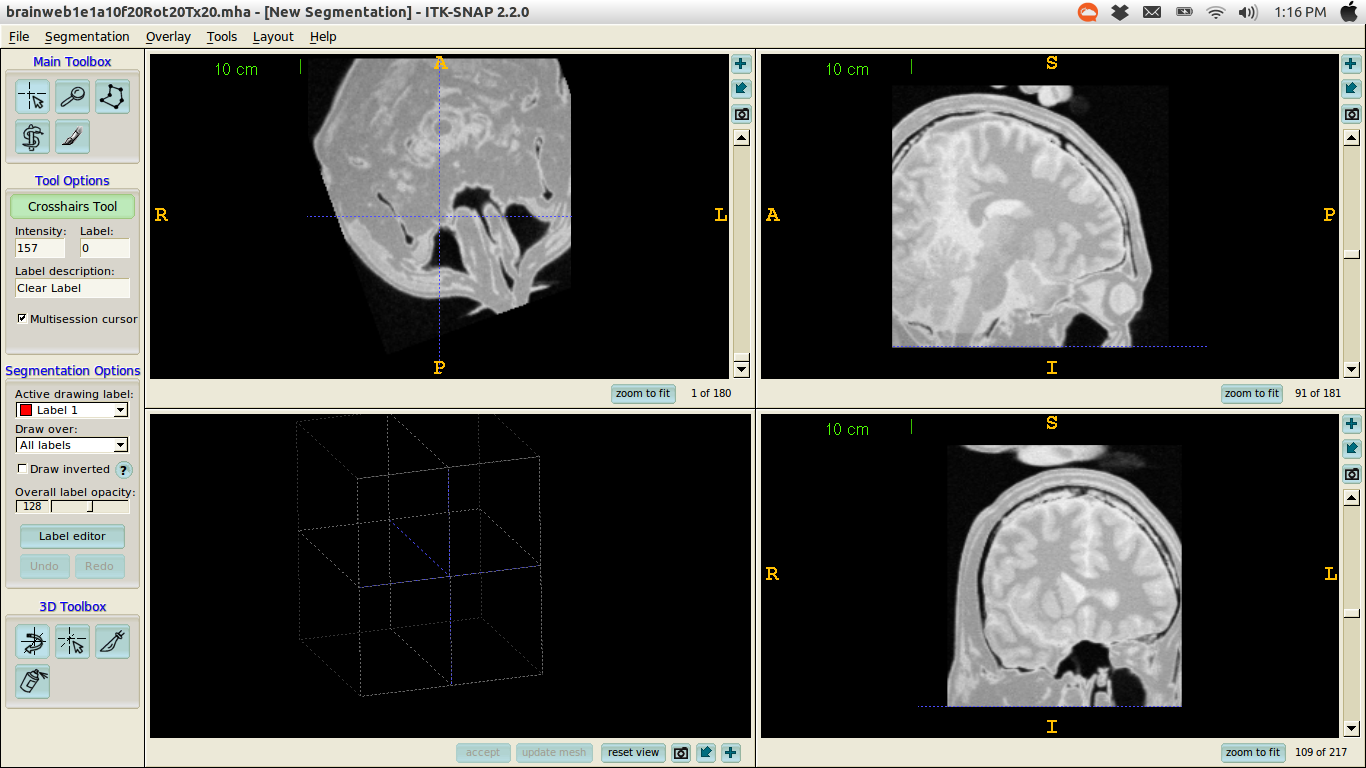 brainweb1e1a10f20Rot20Tx20.mha - [New Segmentation] - ITK-SNAP 2.2.0
1:16 PM
File Segmentation Overlay Tools Layout Help
Main Toolbox
Tool Options
Crosshairs Tool
Intensity: Label:
157 0
Label description:
Clear Label
Multisession cursor
Segmentation Options
Active drawing label:
Label 1
Draw over:
All labels
Draw inverted ?
Overall label opacity:
128
Label editor
Undo Redo
3D Toolbox
10 cm
A
R
L
P
zoom to fit 1 of 180
10 cm
S
A
P
I
zoom to fit 91 of 181
accept update mesh reset view
10 cm
S
R
L
I
zoom to fit 109 of 217